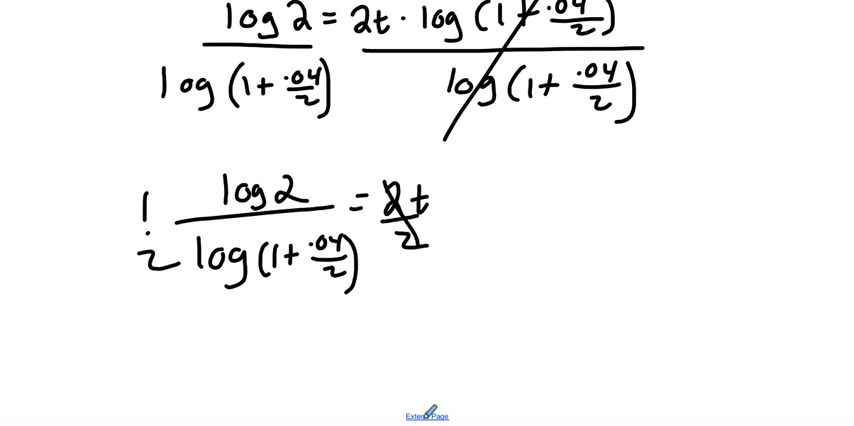 log 2 = 2t · log (1 + .04/2)
log (1 + .04/2) log (1 + .04/2)
1/2 log 2 / log (1 + .04/2) = 2t/2
Extend Page